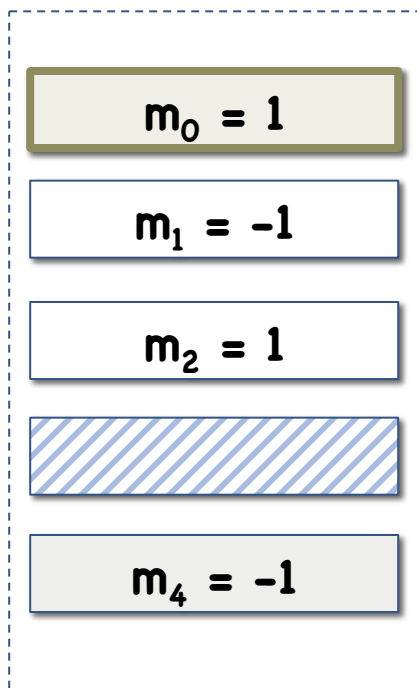 m₀ = 1
m₁ = -1
m₂ = 1
m₄ = -1